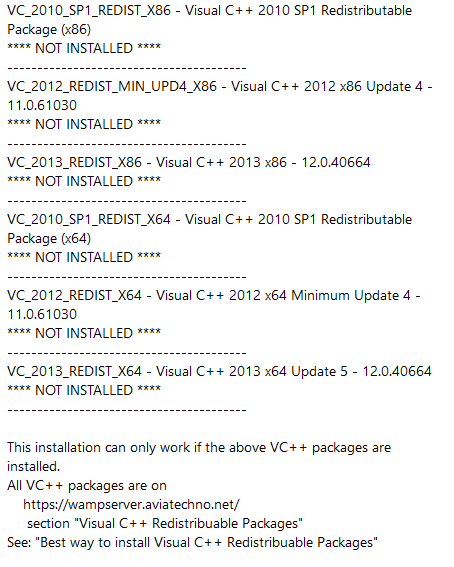 VC_2010_SP1_REDIST_X86 - Visual C++ 2010 SP1 Redistributable
Package (x86)
**** NOT INSTALLED ****
----------------------------------------
VC_2012_REDIST_MIN_UPD4_X86 - Visual C++ 2012 x86 Update 4 -
11.0.61030
**** NOT INSTALLED ****
----------------------------------------
VC_2013_REDIST_X86 - Visual C++ 2013 x86 - 12.0.40664
**** NOT INSTALLED ****
----------------------------------------
VC_2010_SP1_REDIST_X64 - Visual C++ 2010 SP1 Redistributable
Package (x64)
**** NOT INSTALLED ****
----------------------------------------
VC_2012_REDIST_X64 - Visual C++ 2012 x64 Minimum Update 4 -
11.0.61030
**** NOT INSTALLED ****
----------------------------------------
VC_2013_REDIST_X64 - Visual C++ 2013 x64 Update 5 - 12.0.40664
**** NOT INSTALLED ****
----------------------------------------
This installation can only work if the above VC++ packages are
installed.
All VC++ packages are on
https://wampserver.aviatechno.net/
section "Visual C++ Redistribuable Packages"
See: "Best way to install Visual C++ Redistribuable Packages"